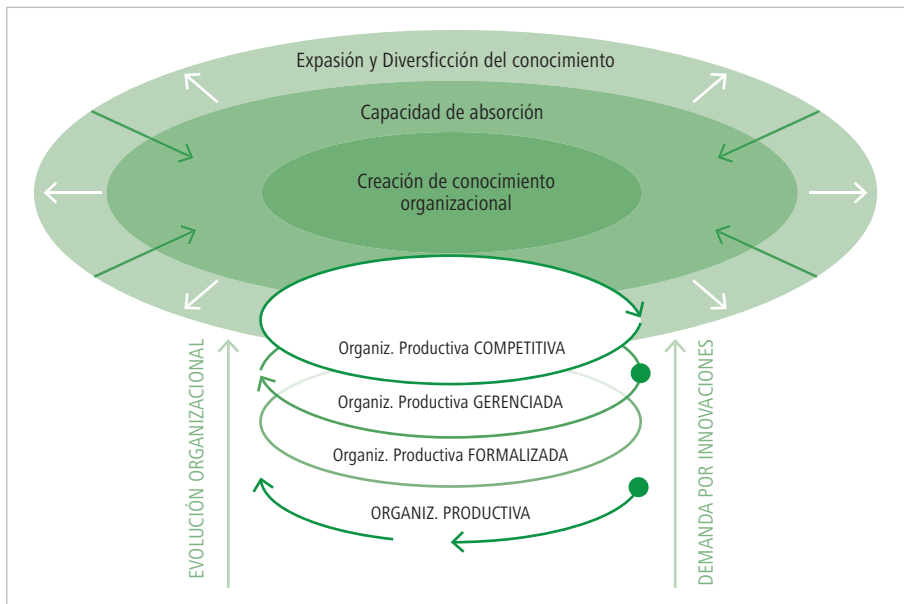 Expasión y Diversficción del conocimiento
Capacidad de absorción
Creación de conocimiento
organizacional
Organiz. Productiva COMPETITIVA
Organiz. Productiva GERENCIADA
Organiz. Productiva FORMALIZADA
ORGANIZ. PRODUCTIVA
EVOLUCIÓN ORGANIZACIONAL
DEMANDA POR INNOVACIONES